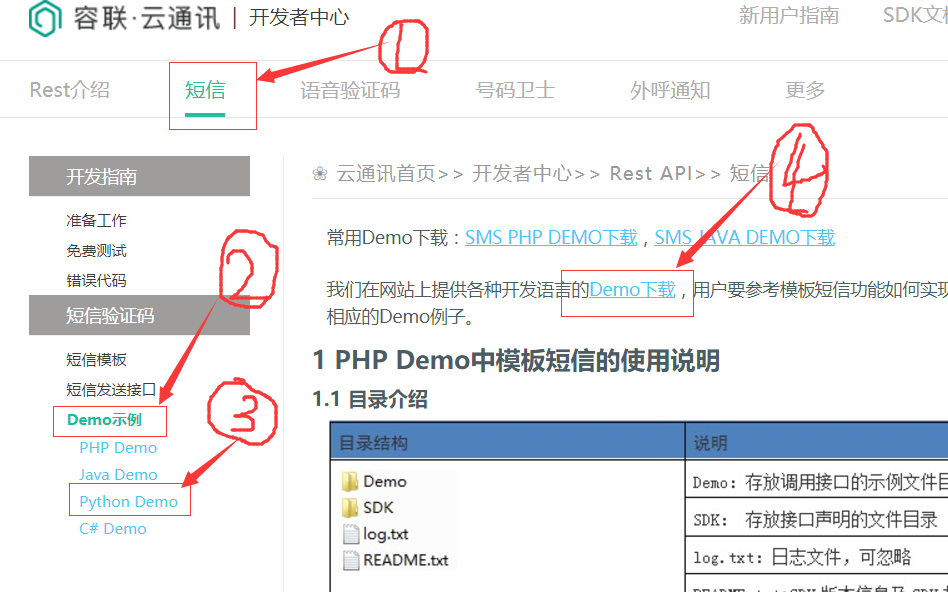 容联·云通讯 | 开发者中心
新用户指南 SDK文
1
Rest介绍 短信 语音验证码 号码卫士 外呼通知 更多
开发指南
准备工作
免费测试
错误代码
2
短信验证码
短信模板
短信发送接口
Demo示例
3
PHP Demo
Java Demo
Python Demo
C# Demo
云通讯首页>> 开发者中心>> Rest API>> 短信
4
常用Demo下载：SMS PHP DEMO下载，SMS JAVA DEMO下载
我们在网站上提供各种开发语言的Demo下载，用户要参考模板短信功能如何实现
相应的Demo例子。
1 PHP Demo中模板短信的使用说明
1.1 目录介绍
目录结构 说明
Demo
SDK
log.txt
README.txt
Demo：存放调用接口的示例文件目
SDK： 存放接口声明的文件目录
log.txt：日志文件，可忽略